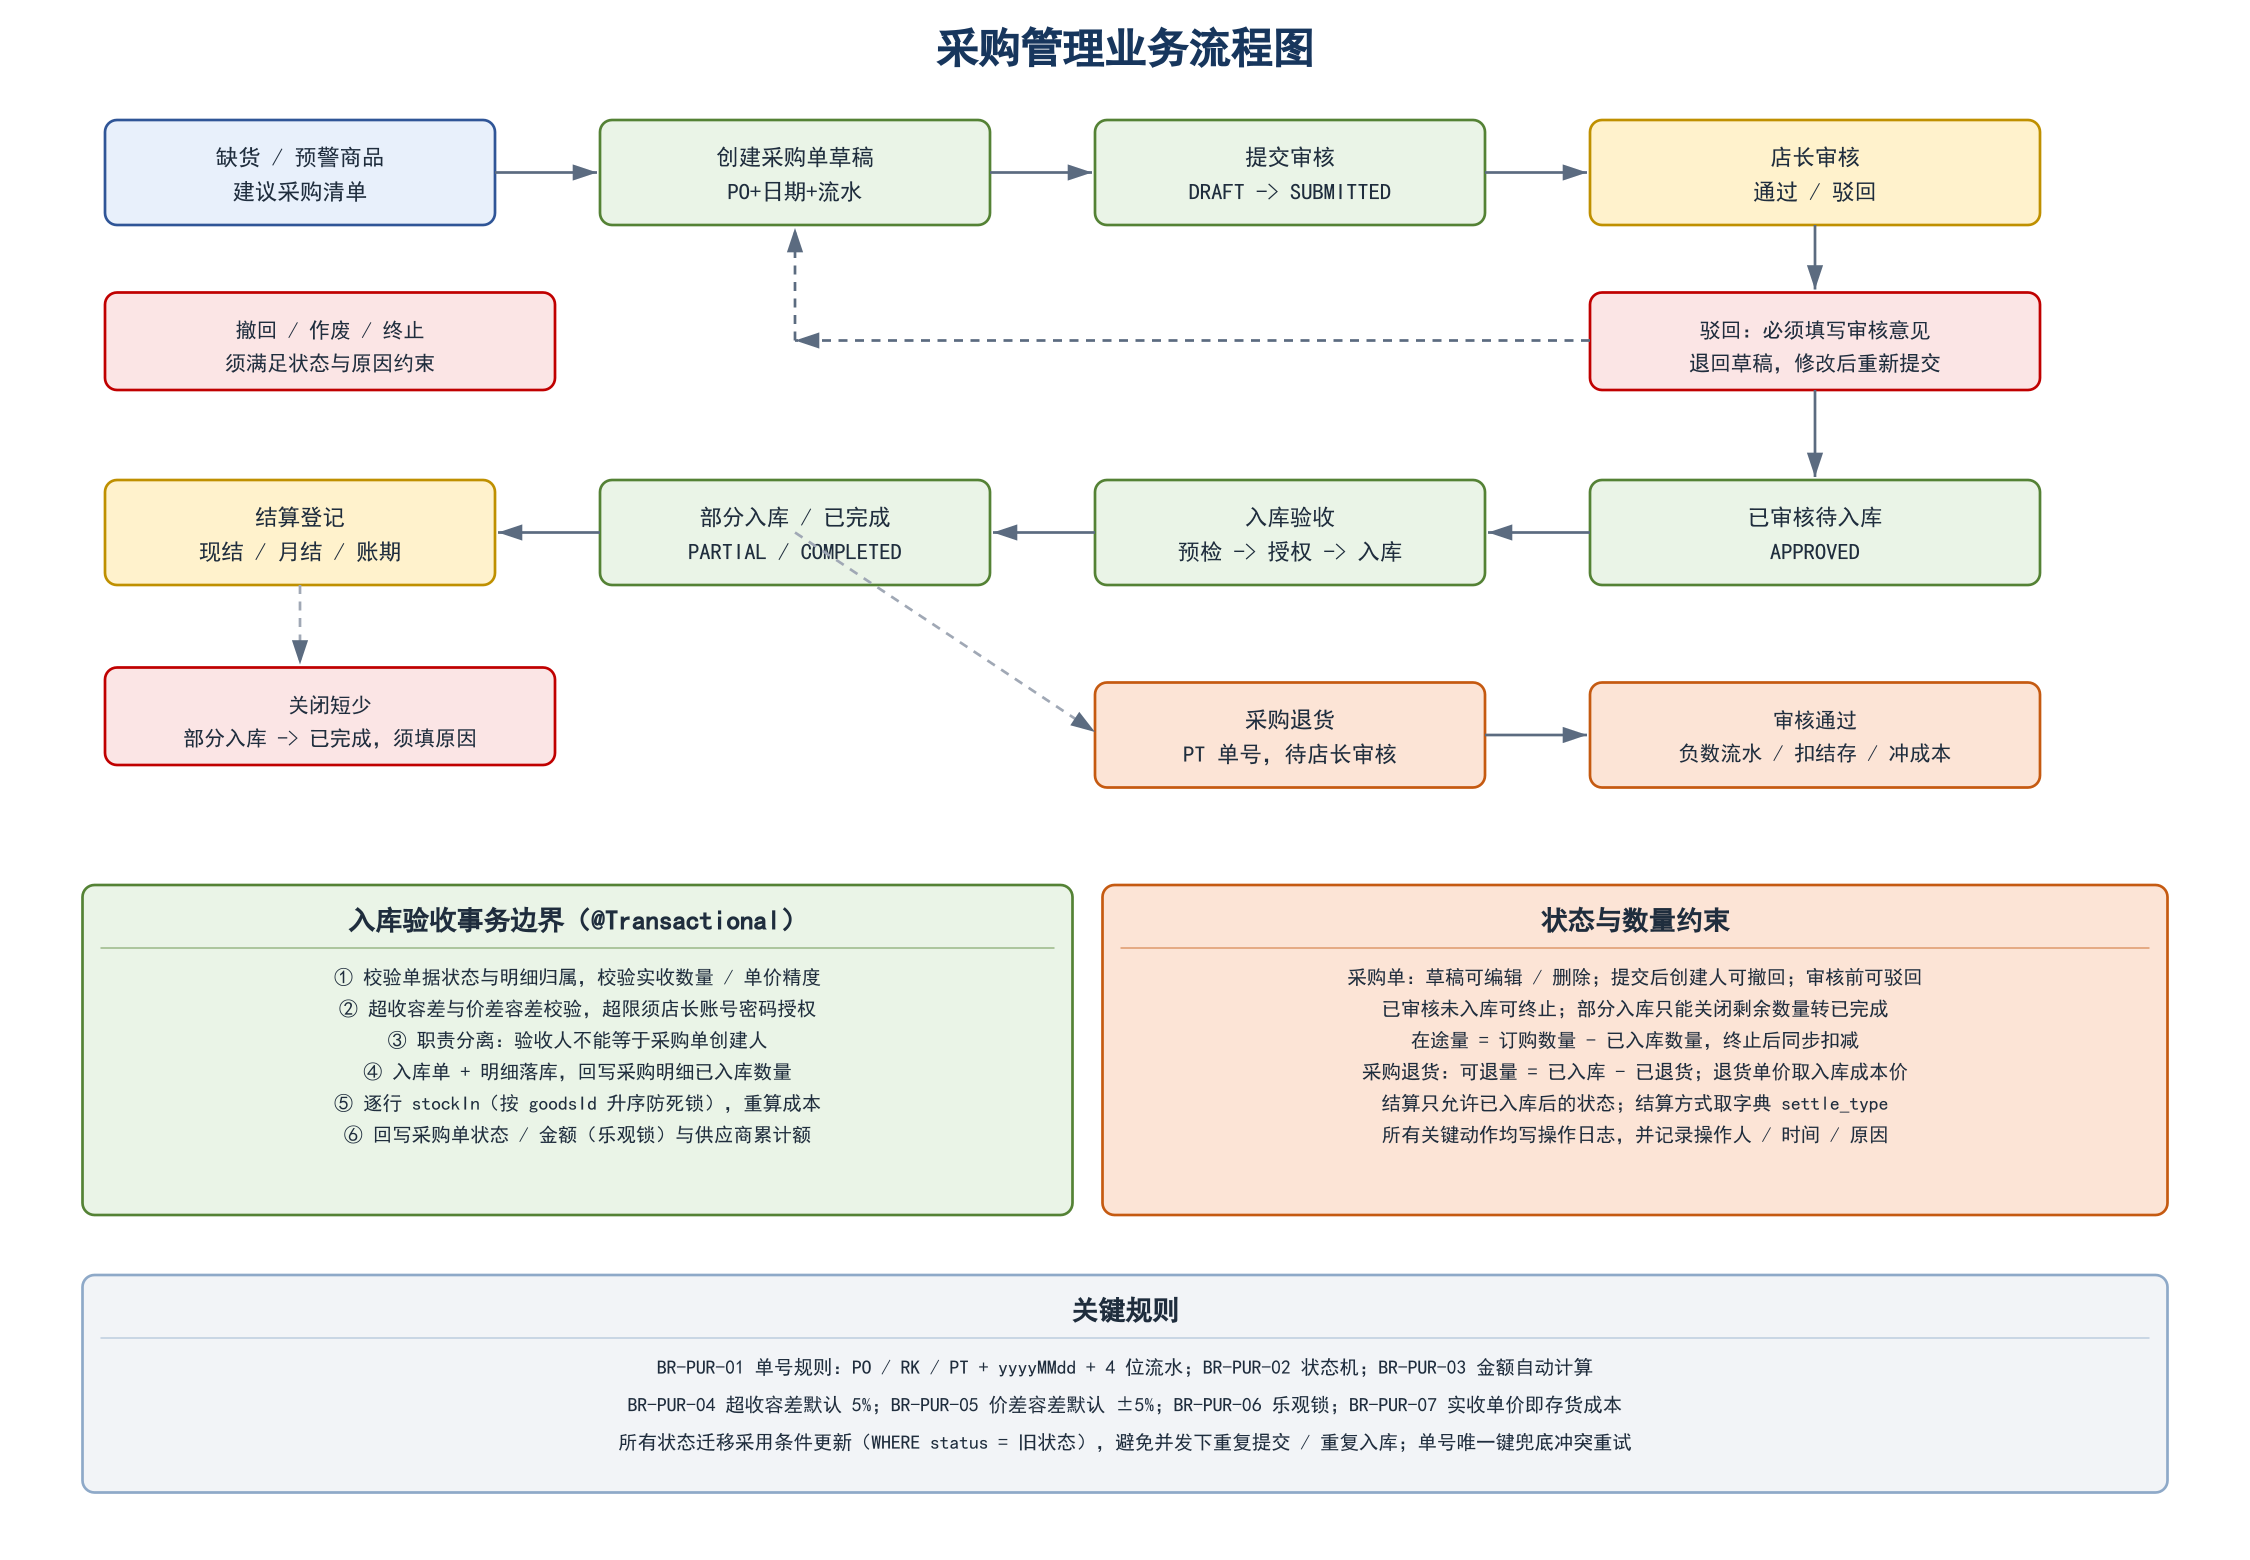 采购管理业务流程图
缺货 / 预警商品
建议采购清单
创建采购单草稿
PO+日期+流水
提交审核
DRAFT -> SUBMITTED
店长审核
通过 / 驳回
撤回 / 作废 / 终止
须满足状态与原因约束
驳回：必须填写审核意见
退回草稿，修改后重新提交
结算登记
现结 / 月结 / 账期
部分入库 / 已完成
PARTIAL / COMPLETED
入库验收
预检 -> 授权 -> 入库
已审核待入库
APPROVED
关闭短少
部分入库 -> 已完成，须填原因
采购退货
PT 单号，待店长审核
审核通过
负数流水 / 扣结存 / 冲成本
入库验收事务边界（@Transactional）
① 校验单据状态与明细归属，校验实收数量 / 单价精度
② 超收容差与价差容差校验，超限须店长账号密码授权
③ 职责分离：验收人不能等于采购单创建人
④ 入库单 + 明细落库，回写采购明细已入库数量
⑤ 逐行 stockIn（按 goodsId 升序防死锁），重算成本
⑥ 回写采购单状态 / 金额（乐观锁）与供应商累计额
状态与数量约束
采购单：草稿可编辑 / 删除；提交后创建人可撤回；审核前可驳回
已审核未入库可终止；部分入库只能关闭剩余数量转已完成
在途量 = 订购数量 - 已入库数量，终止后同步扣减
采购退货：可退量 = 已入库 - 已退货；退货单价取入库成本价
结算只允许已入库后的状态；结算方式取字典 settle_type
所有关键动作均写操作日志，并记录操作人 / 时间 / 原因
关键规则
BR-PUR-01 单号规则：PO / RK / PT + yyyyMMdd + 4 位流水；BR-PUR-02 状态机；BR-PUR-03 金额自动计算
BR-PUR-04 超收容差默认 5%；BR-PUR-05 价差容差默认 ±5%；BR-PUR-06 乐观锁；BR-PUR-07 实收单价即存货成本
所有状态迁移采用条件更新（WHERE status = 旧状态），避免并发下重复提交 / 重复入库；单号唯一键兜底冲突重试